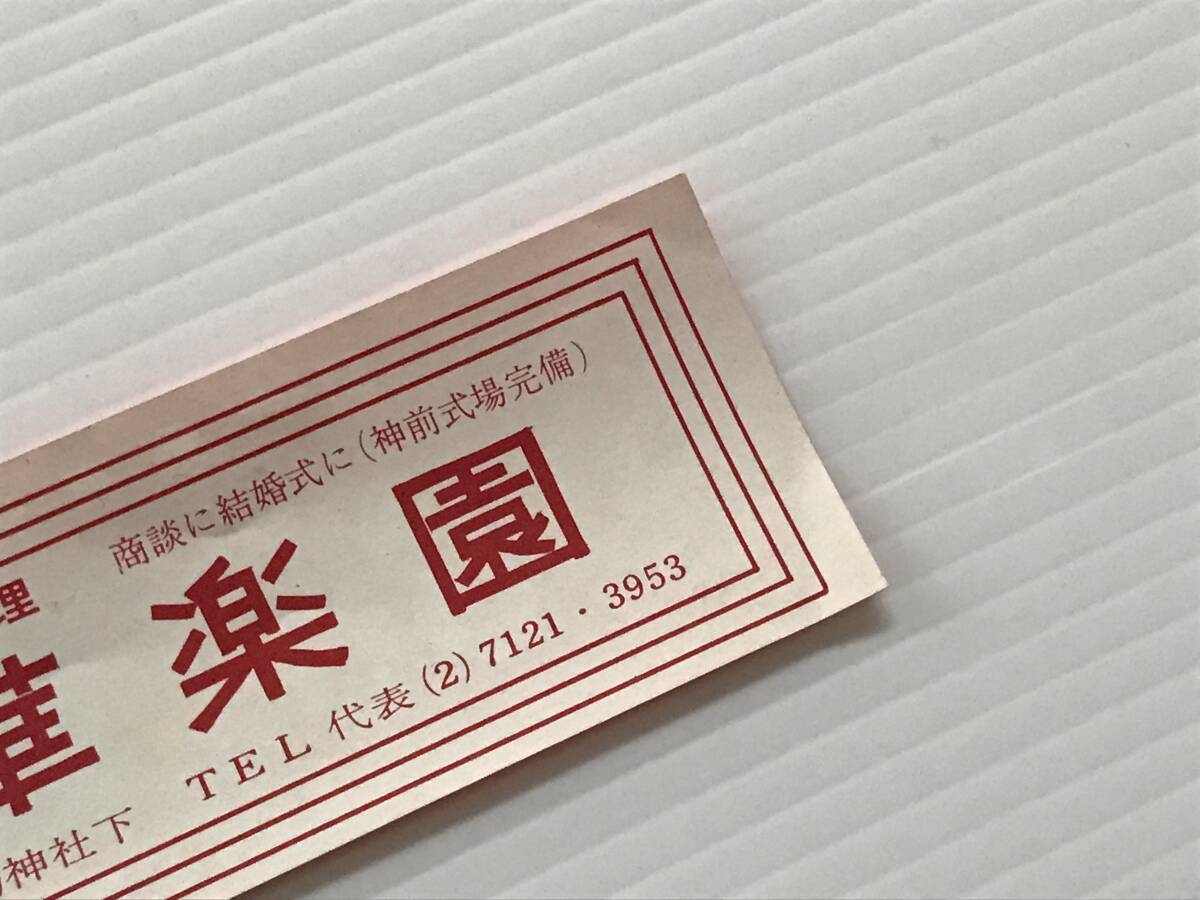 商談に結婚式に（神前式場完備）
理
華楽園
神社下 TEL 代表 (2) 7121・3953